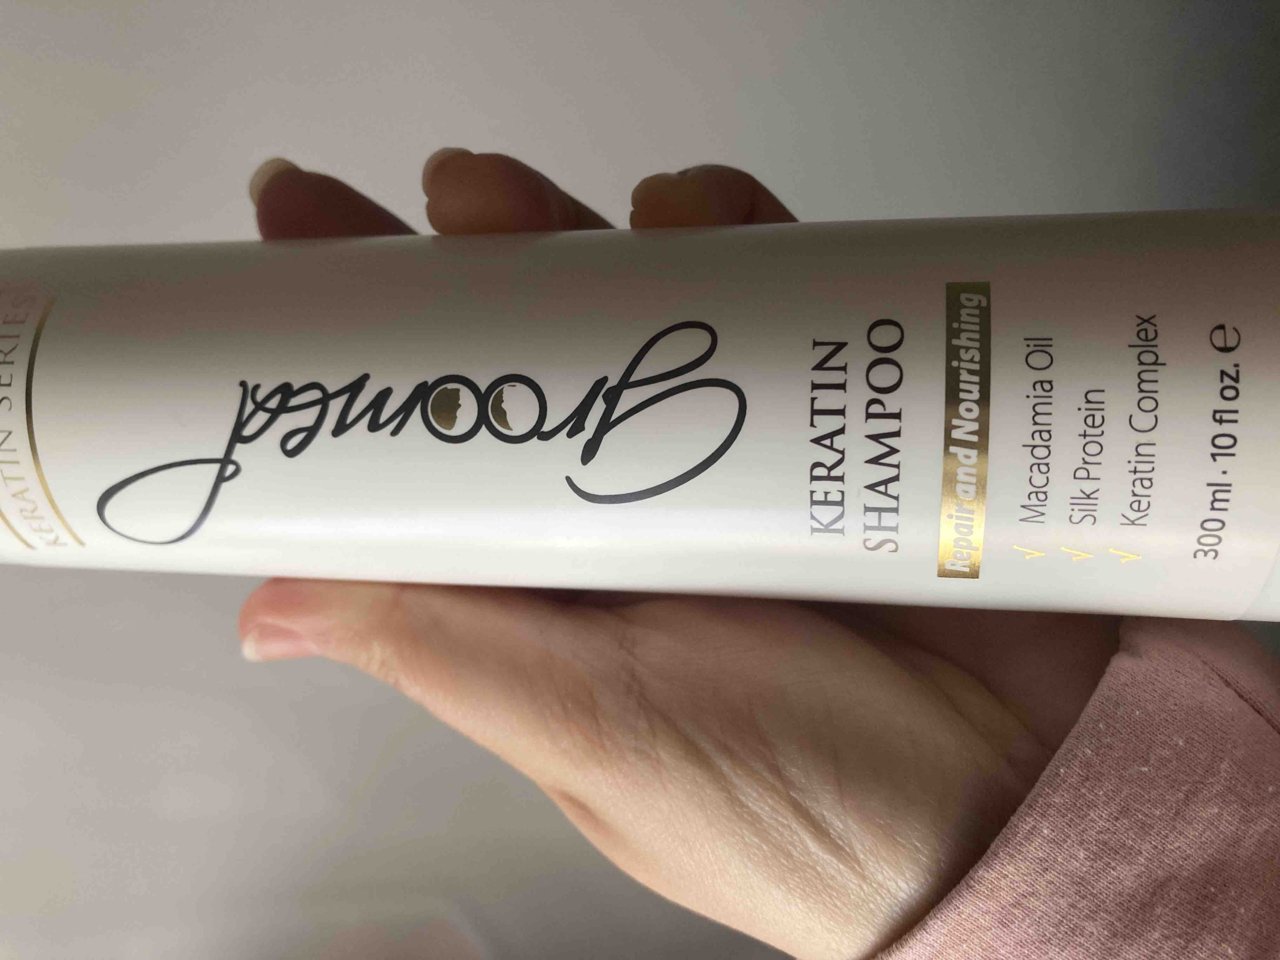 KERATIN SERIES
groomed
KERATIN
SHAMPOO
Repair and Nourishing
√ Macadamia Oil
√ Silk Protein
√ Keratin Complex
300 ml · 10 fl oz. ℮